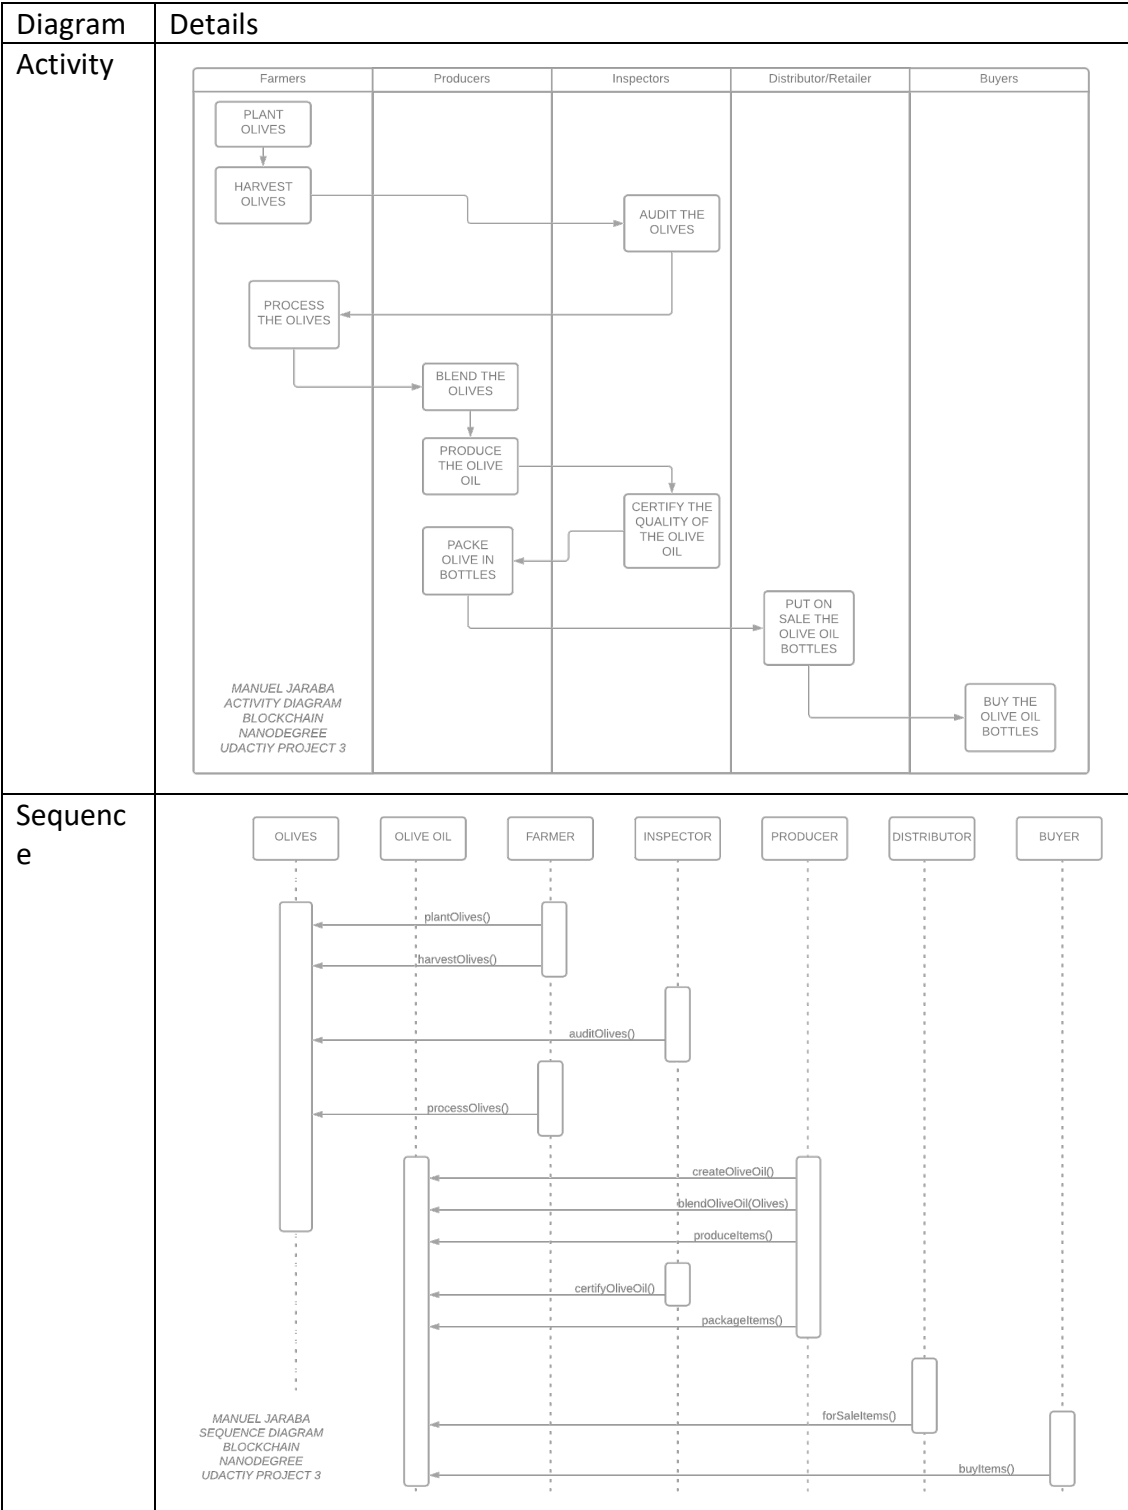 Diagram Details
Activity
Farmers Producers Inspectors Distributor/Retailer Buyers
PLANT
OLIVES
HARVEST
OLIVES
AUDIT THE
OLIVES
PROCESS
THE OLIVES
BLEND THE
OLIVES
PRODUCE
THE OLIVE
OIL
CERTIFY THE
QUALITY OF
THE OLIVE
OIL
PACKE
OLIVE IN
BOTTLES
PUT ON
SALE THE
OLIVE OIL
BOTTLES
BUY THE
OLIVE OIL
BOTTLES
MANUEL JARABA
ACTIVITY DIAGRAM
BLOCKCHAIN
NANODEGREE
UDACTIY PROJECT 3
Sequenc
e
OLIVES OLIVE OIL FARMER INSPECTOR PRODUCER DISTRIBUTOR BUYER
plantOlives()
harvestOlives()
auditOlives()
processOlives()
createOliveOil()
blendOliveOil(Olives)
produceItems()
certifyOliveOil()
packageItems()
forSaleItems()
buyItems()
MANUEL JARABA
SEQUENCE DIAGRAM
BLOCKCHAIN
NANODEGREE
UDACTIY PROJECT 3